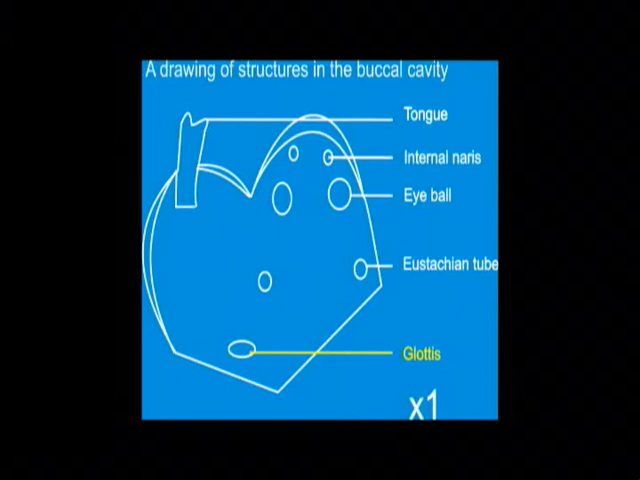 A drawing of structures in the buccal cavity
Tongue
Internal naris
Eye ball
Eustachian tube
Glottis
x1